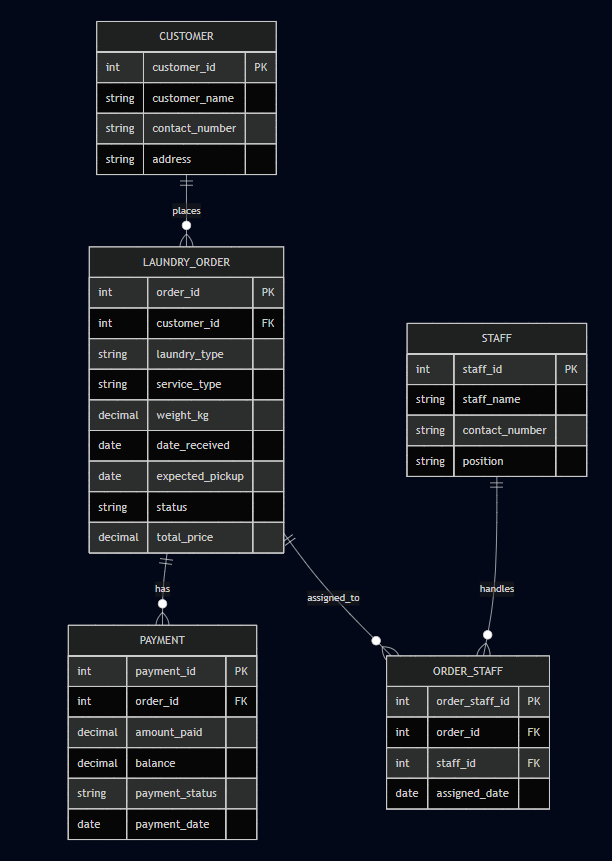 CUSTOMER
int customer_id PK
string customer_name
string contact_number
string address
places
LAUNDRY_ORDER
int order_id PK
int customer_id FK
string laundry_type
string service_type
decimal weight_kg
date date_received
date expected_pickup
string status
decimal total_price
STAFF
int staff_id PK
string staff_name
string contact_number
string position
has
assigned_to
handles
PAYMENT
int payment_id PK
int order_id FK
decimal amount_paid
decimal balance
string payment_status
date payment_date
ORDER_STAFF
int order_staff_id PK
int order_id FK
int staff_id FK
date assigned_date